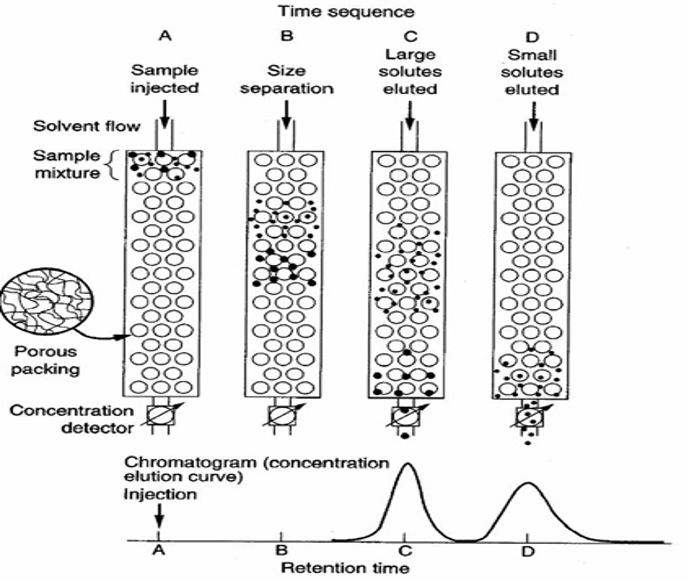 Time sequence
A
Sample
injected
B
Size
separation
C
Large
solutes
eluted
D
Small
solutes
eluted
Solvent flow
Sample
mixture
Porous
packing
Concentration
detector
Chromatogram (concentration
elution curve)
Injection
A
B
C
D
Retention time